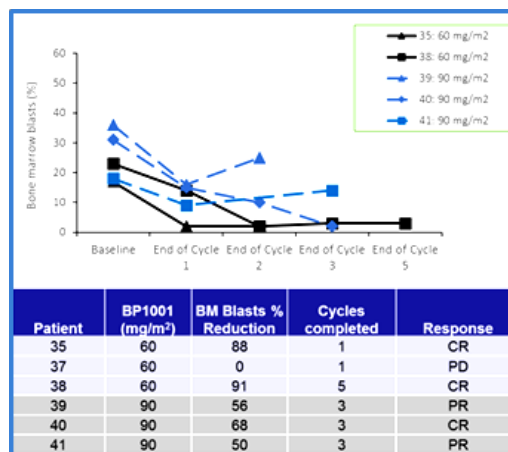 60
50
40
30
20
10
0
Bone marrow blasts (%)
35: 60 mg/m2
38: 60 mg/m2
39: 90 mg/m2
40: 90 mg/m2
41: 90 mg/m2
Baseline End of Cycle End of Cycle End of Cycle End of Cycle
1 2 3 5
BP1001 BM Blasts % Cycles
Patient (mg/m²) Reduction completed Response
35 60 88 1 CR
37 60 0 1 PD
38 60 91 5 CR
39 90 56 3 PR
40 90 68 3 CR
41 90 50 3 PR